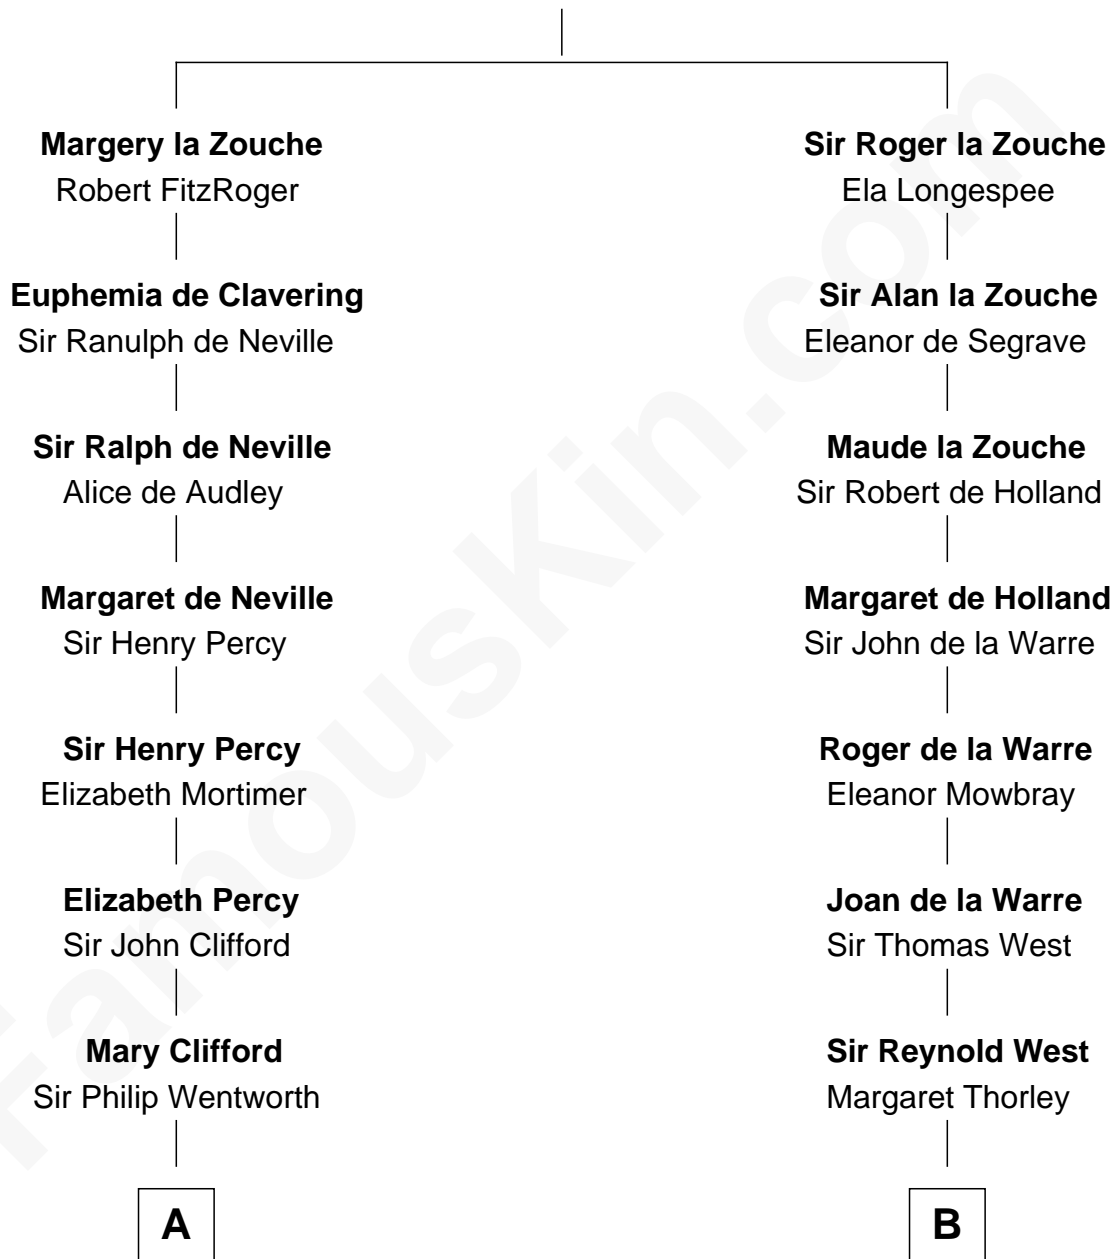 Margery la Zouche
Robert FitzRoger
Euphemia de Clavering
Sir Ranulph de Neville
Sir Ralph de Neville
Alice de Audley
Margaret de Neville
Sir Henry Percy
Sir Henry Percy
Elizabeth Mortimer
Elizabeth Percy
Sir John Clifford
Mary Clifford
Sir Philip Wentworth
A
Sir Roger la Zouche
Ela Longespee
Sir Alan la Zouche
Eleanor de Segrave
Maude la Zouche
Sir Robert de Holland
Margaret de Holland
Sir John de la Warre
Roger de la Warre
Eleanor Mowbray
Joan de la Warre
Sir Thomas West
Sir Reynold West
Margaret Thorley
B
FamousKin.com